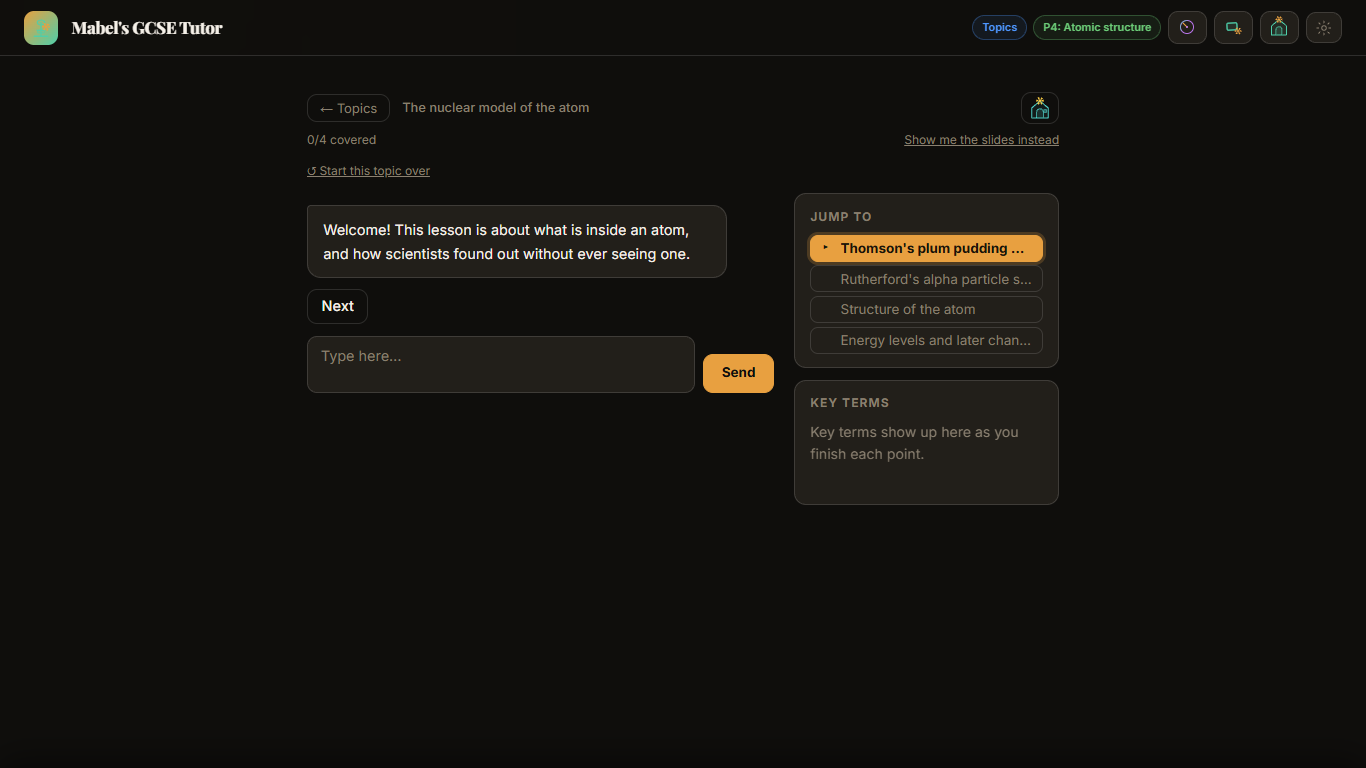 Mabel's GCSE Tutor
Topics
P4: Atomic structure
← Topics
The nuclear model of the atom
0/4 covered
Show me the slides instead
↺ Start this topic over
Welcome! This lesson is about what is inside an atom,
and how scientists found out without ever seeing one.
Next
Type here...
Send
JUMP TO
‣ Thomson's plum pudding ...
Rutherford's alpha particle s...
Structure of the atom
Energy levels and later chan...
KEY TERMS
Key terms show up here as you
finish each point.